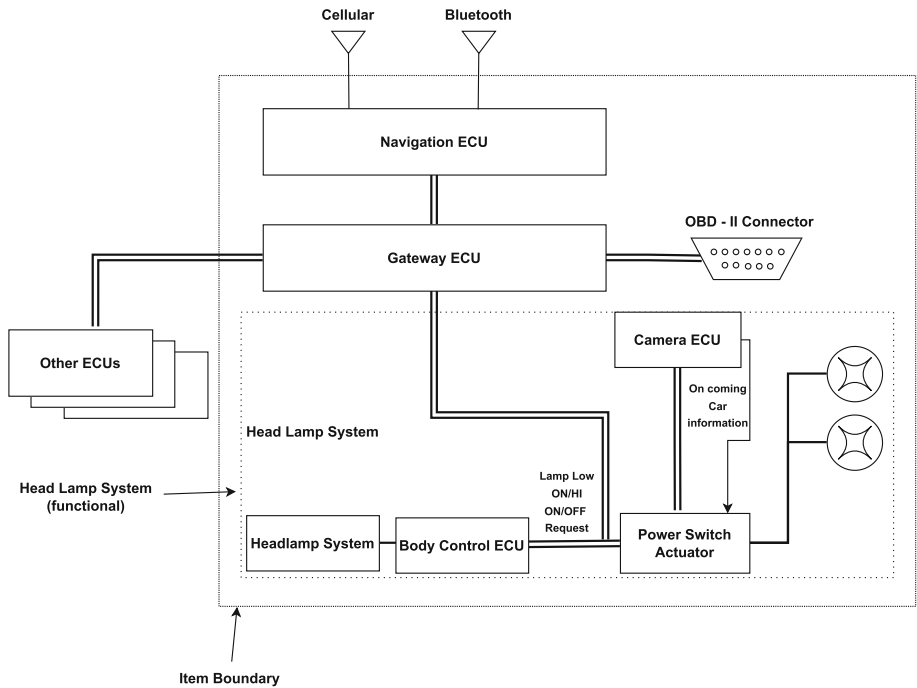 Cellular
Bluetooth
Navigation ECU
OBD - II Connector
Gateway ECU
Camera ECU
Other ECUs
On coming
Car
information
Head Lamp System
Lamp Low
ON/HI
ON/OFF
Request
Head Lamp System
(functional)
Headlamp System
Body Control ECU
Power Switch
Actuator
Item Boundary